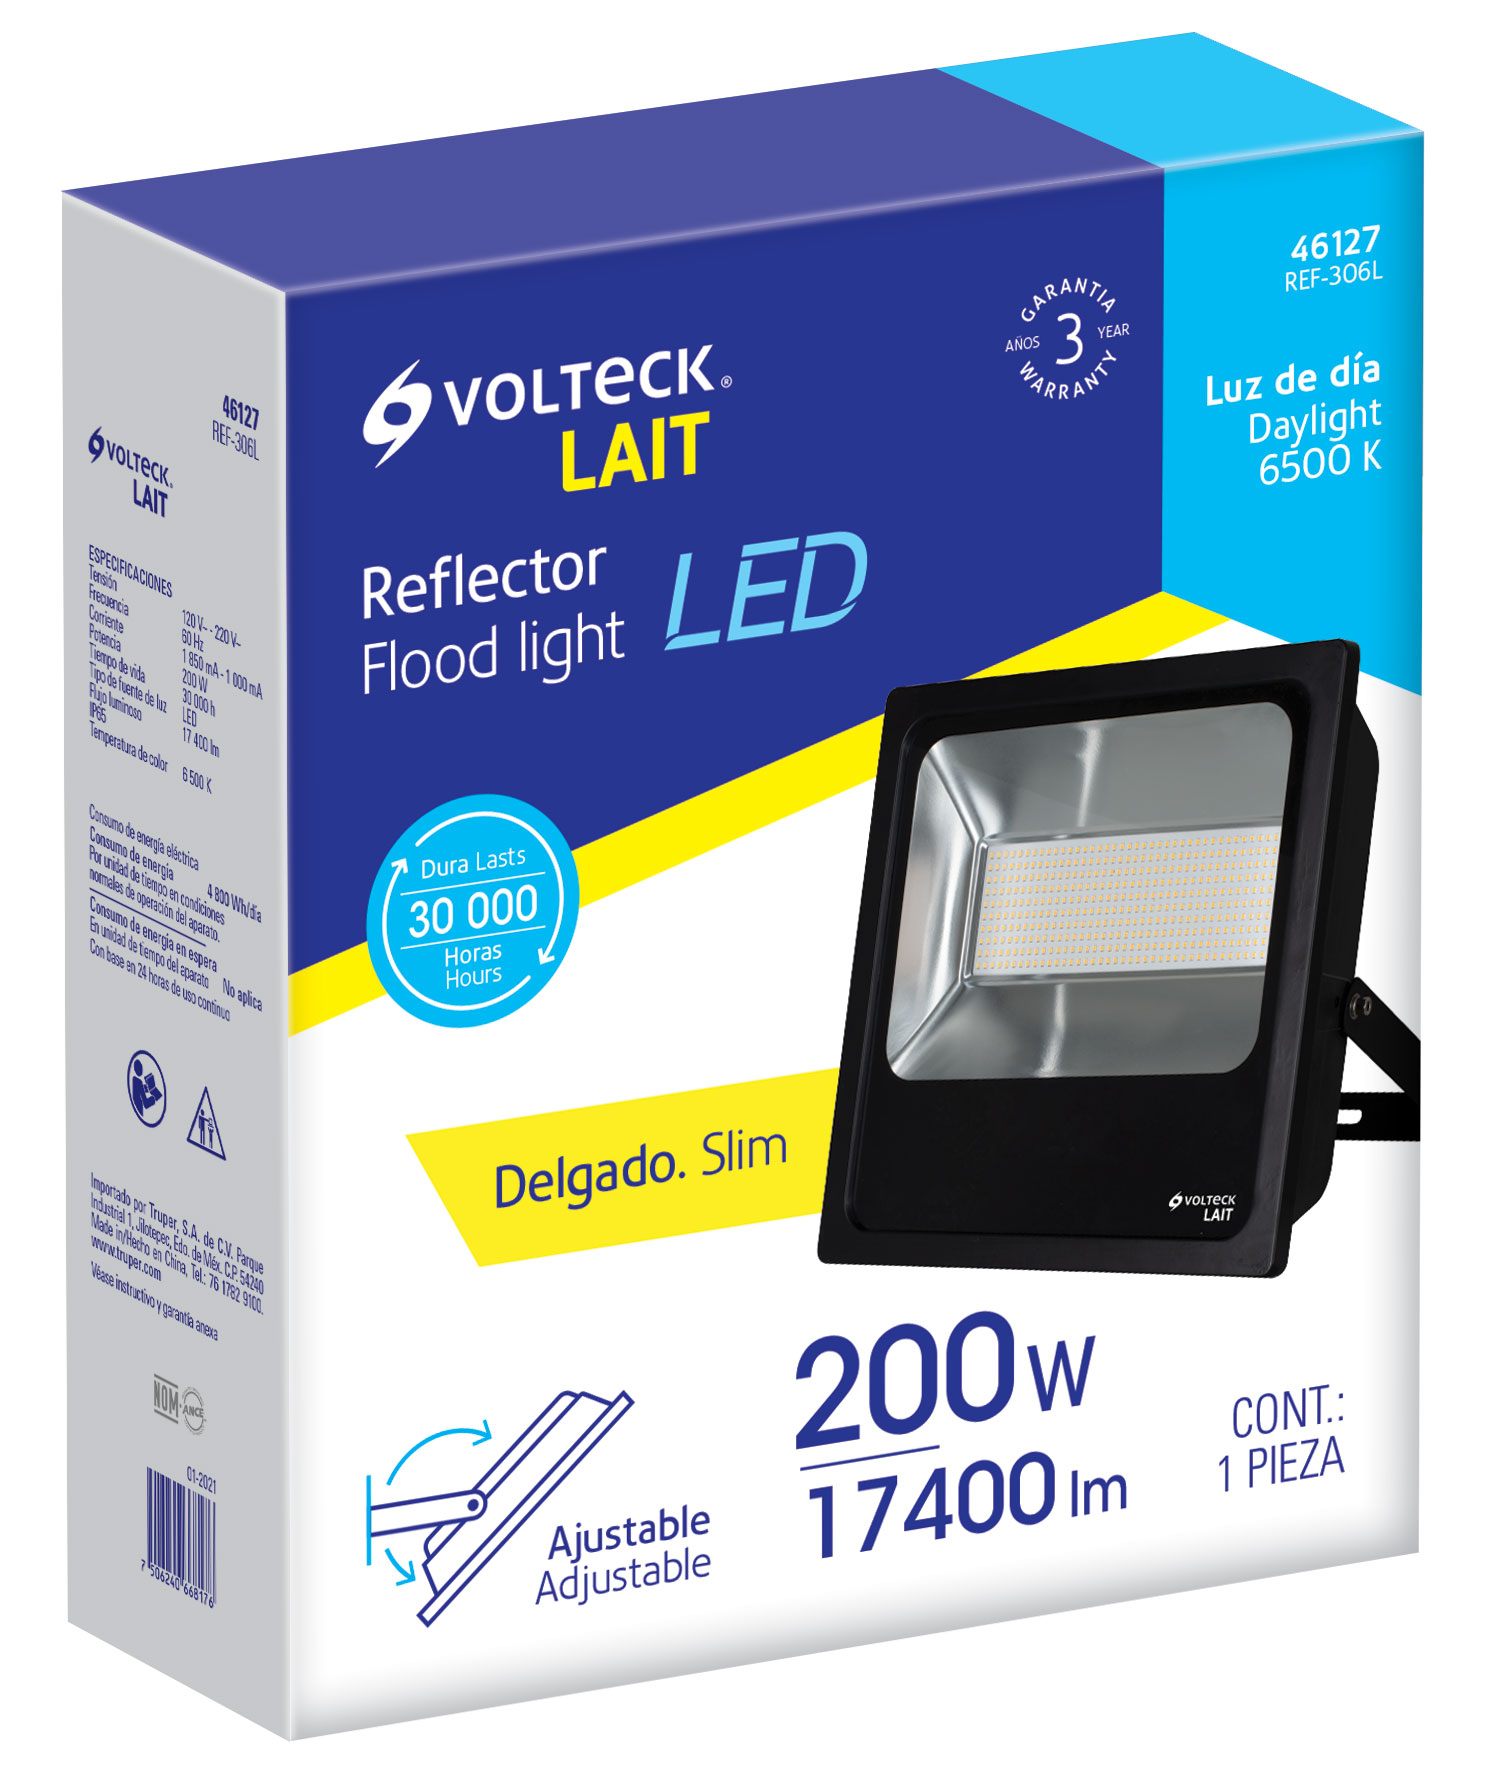 46127
REF-306L
VOLTECK®
LAIT
ESPECIFICACIONES
Tensión 120 V~ - 220 V~
Frecuencia 60 Hz
Corriente 1 850 mA - 1 000 mA
Potencia 200 W
Tiempo de vida 30 000 h
Tipo de fuente de luz LED
Flujo luminoso 17 400 lm
IP65
Temperatura de color 6 500 K
Consumo de energía eléctrica
Consumo de energía 4 800 Wh/día
Por unidad de tiempo en condiciones
normales de operación del aparato.
Consumo de energía en espera
En unidad de tiempo del aparato No aplica
Con base en 24 horas de uso continuo
Importado por Truper, S.A. de C.V. Parque
Industrial 1, Jilotepec, Edo. de Méx. C.P. 54240
Made in/Hecho en China, Tel.: 76 1782 9100.
www.truper.com
Véase instructivo y garantía anexa
NOM - ANCE
01-2021
7 506240 668176
VOLTECK®
LAIT
Reflector
Flood light
LED
GARANTIA
AÑOS 3 YEAR
WARRANTY
46127
REF-306L
Luz de día
Daylight
6500 K
Dura Lasts
30 000
Horas
Hours
Delgado. Slim
VOLTECK
LAIT
200 W
17400 lm
CONT.:
1 PIEZA
Ajustable
Adjustable